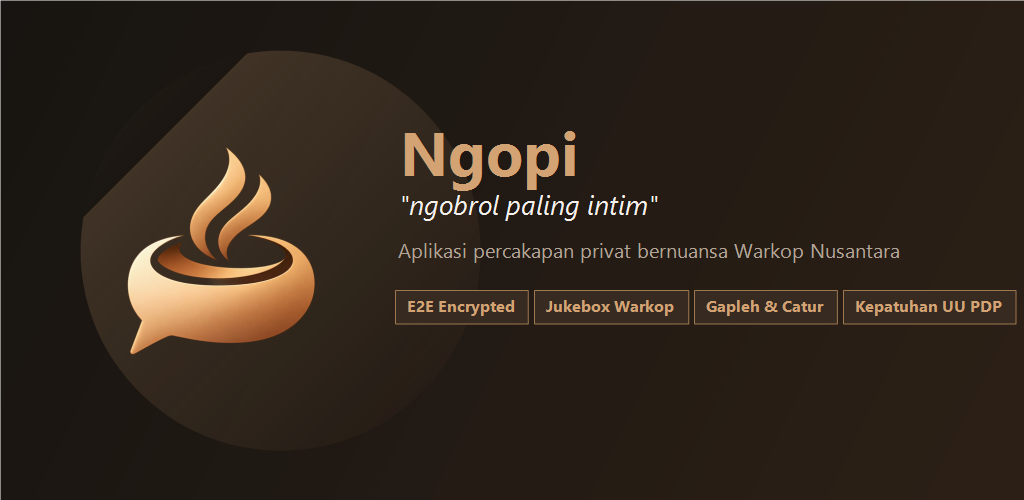 Ngopi
"ngobrol paling intim"
Aplikasi percakapan privat bernuansa Warkop Nusantara
E2E Encrypted Jukebox Warkop Gapleh & Catur Kepatuhan UU PDP